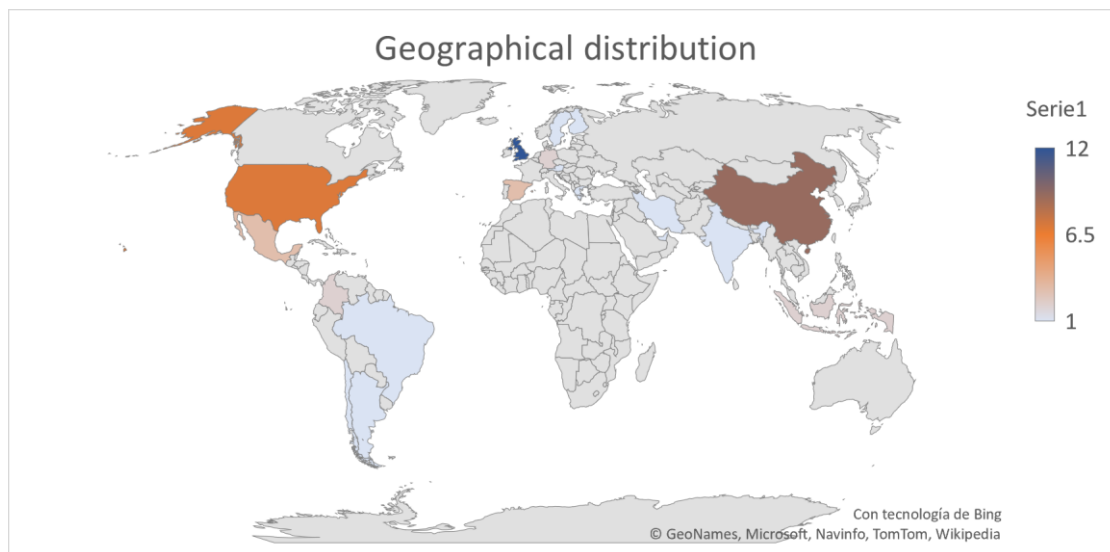 Geographical distribution
Serie1
12
6.5
1
Con tecnología de Bing
© GeoNames, Microsoft, Navinfo, TomTom, Wikipedia